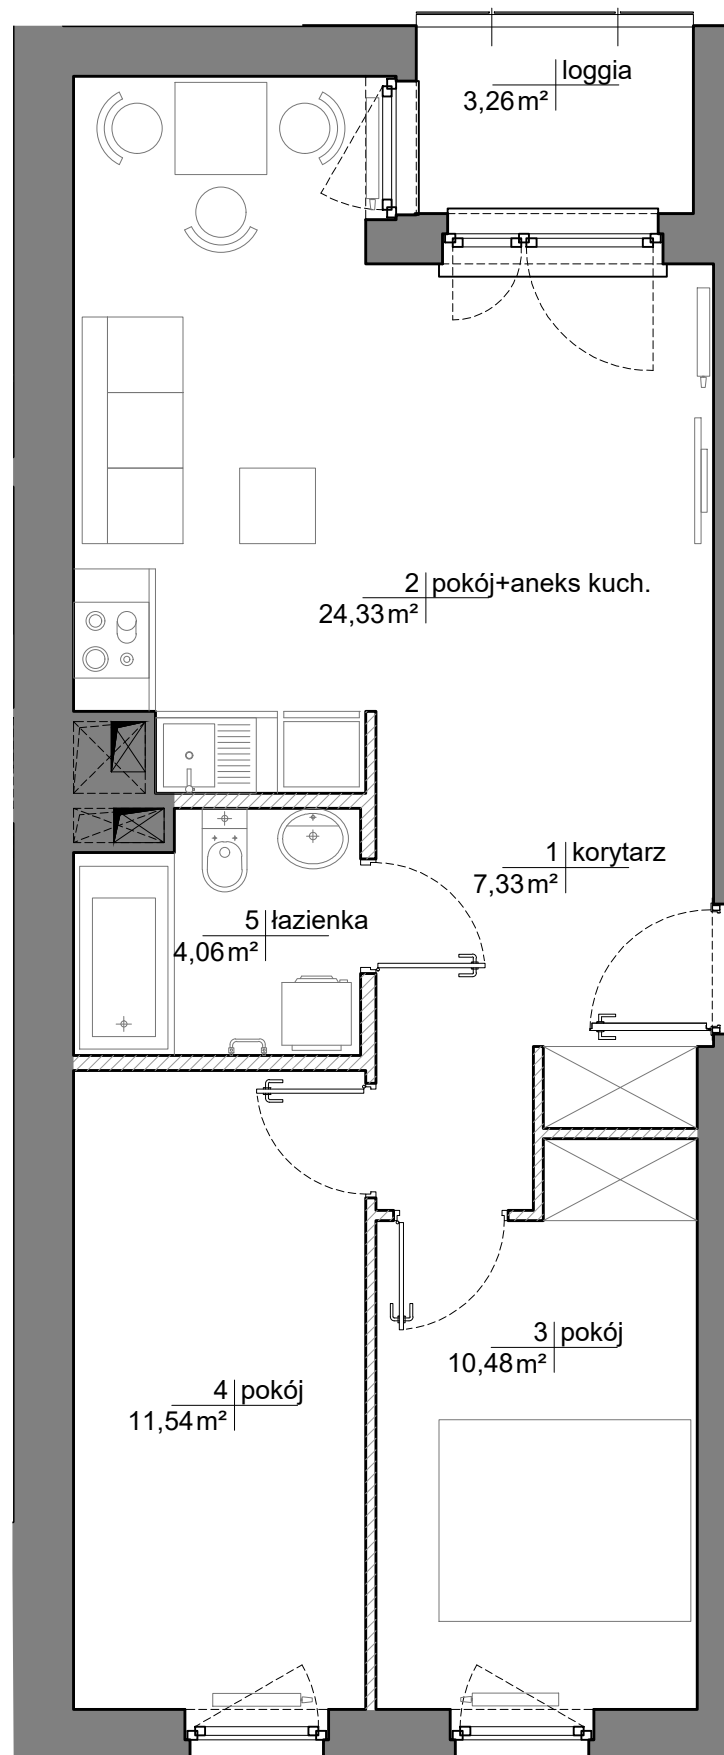 loggia
3,26 m²
2 pokój+aneks kuch.
24,33 m²
1 korytarz
7,33 m²
5 łazienka
4,06 m²
3 pokój
10,48 m²
4 pokój
11,54 m²